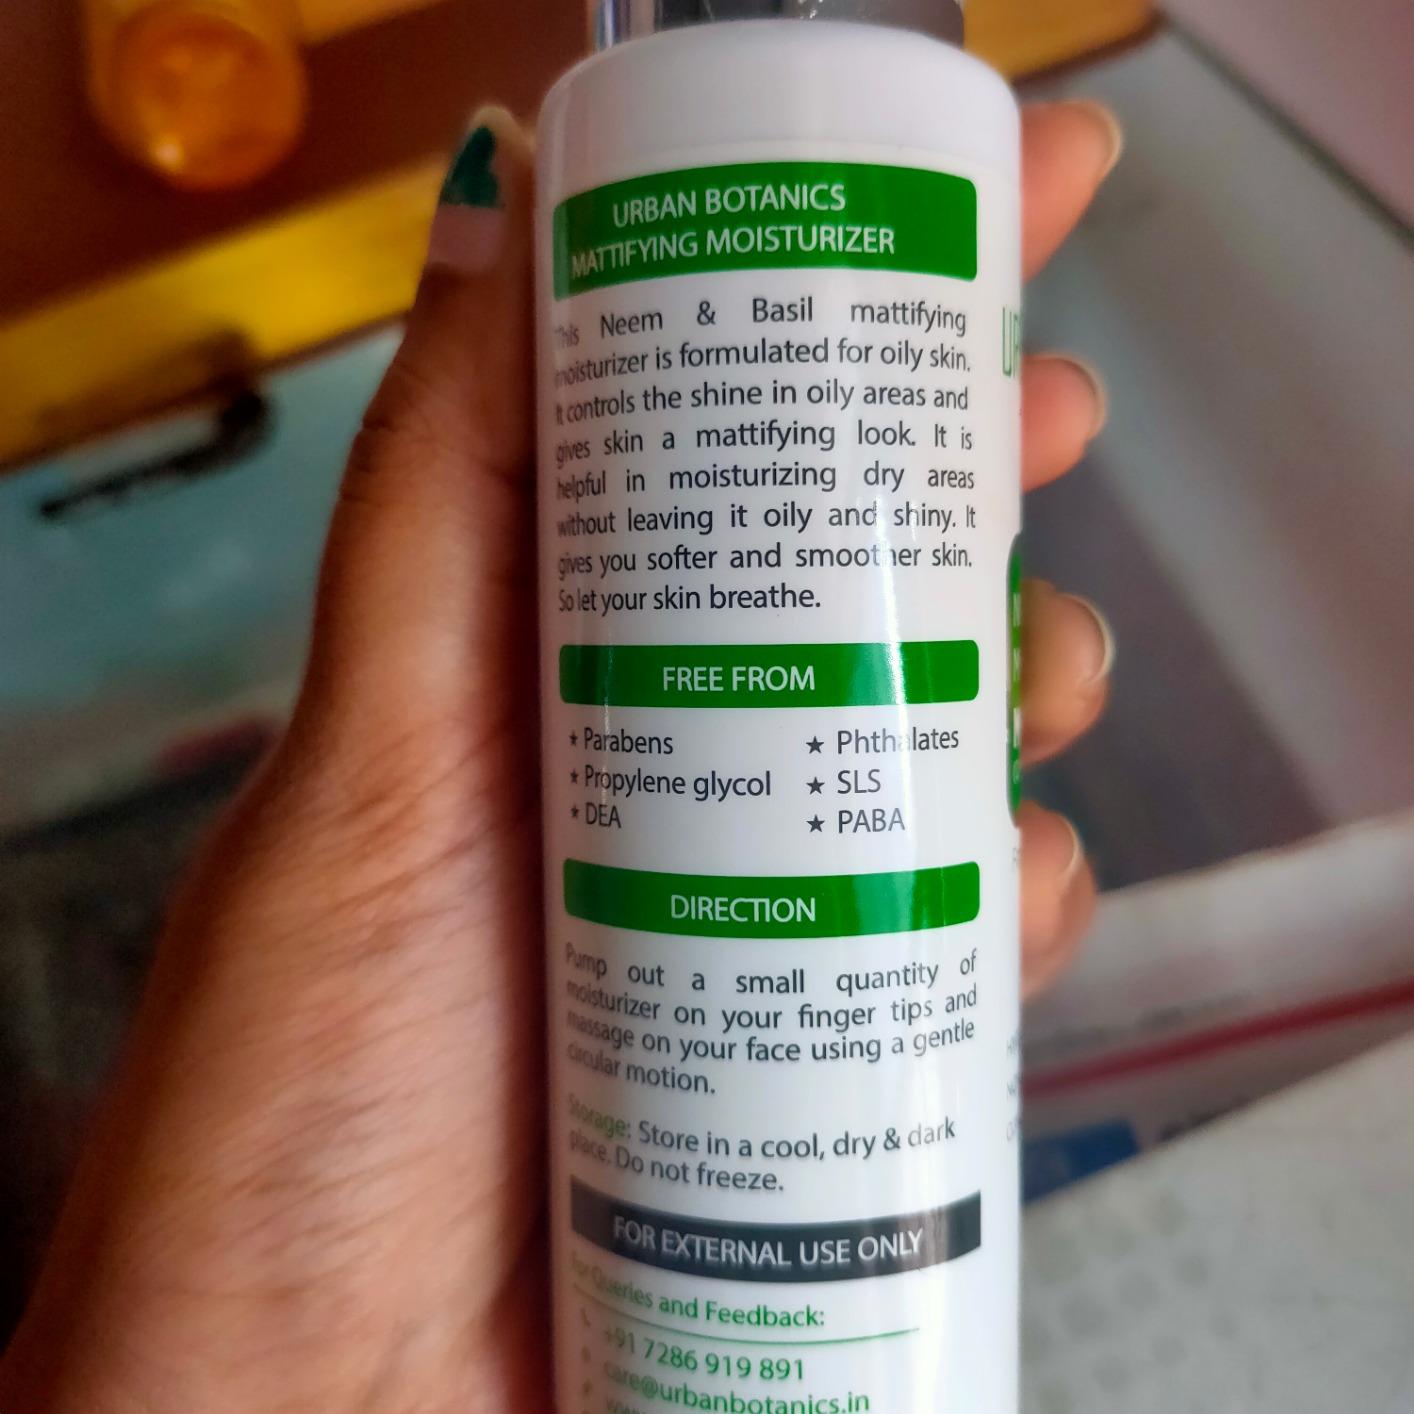 URBAN BOTANICS
MATTIFYING MOISTURIZER
This Neem & Basil mattifying
moisturizer is formulated for oily skin.
It controls the shine in oily areas and
gives skin a mattifying look. It is
helpful in moisturizing dry areas
without leaving it oily and shiny. It
gives you softer and smoother skin.
So let your skin breathe.
FREE FROM
★ Parabens ★ Phthalates
★ Propylene glycol ★ SLS
★ DEA ★ PABA
DIRECTION
Pump out a small quantity of
moisturizer on your finger tips and
massage on your face using a gentle
circular motion.
Storage: Store in a cool, dry & dark
place. Do not freeze.
FOR EXTERNAL USE ONLY
For Queries and Feedback:
+91 7286 919 891
care@urbanbotanics.in